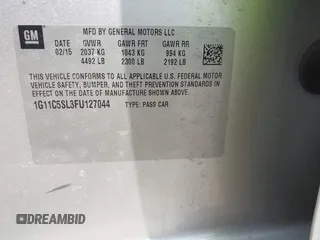 GM
MFD BY GENERAL MOTORS LLC
DATE GVWR GAWR FRT GAWR RR
02/15 2037 KG 1043 KG 994 KG
4492 LB 2300 LB 2192 LB
THIS VEHICLE CONFORMS TO ALL APPLICABLE U.S. FEDERAL MOTOR
VEHICLE SAFETY, BUMPER, AND THEFT PREVENTION STANDARDS IN
EFFECT ON THE DATE OF MANUFACTURE SHOWN ABOVE.
1G11C5SL3FU127044 TYPE: PASS CAR
DREAMBID